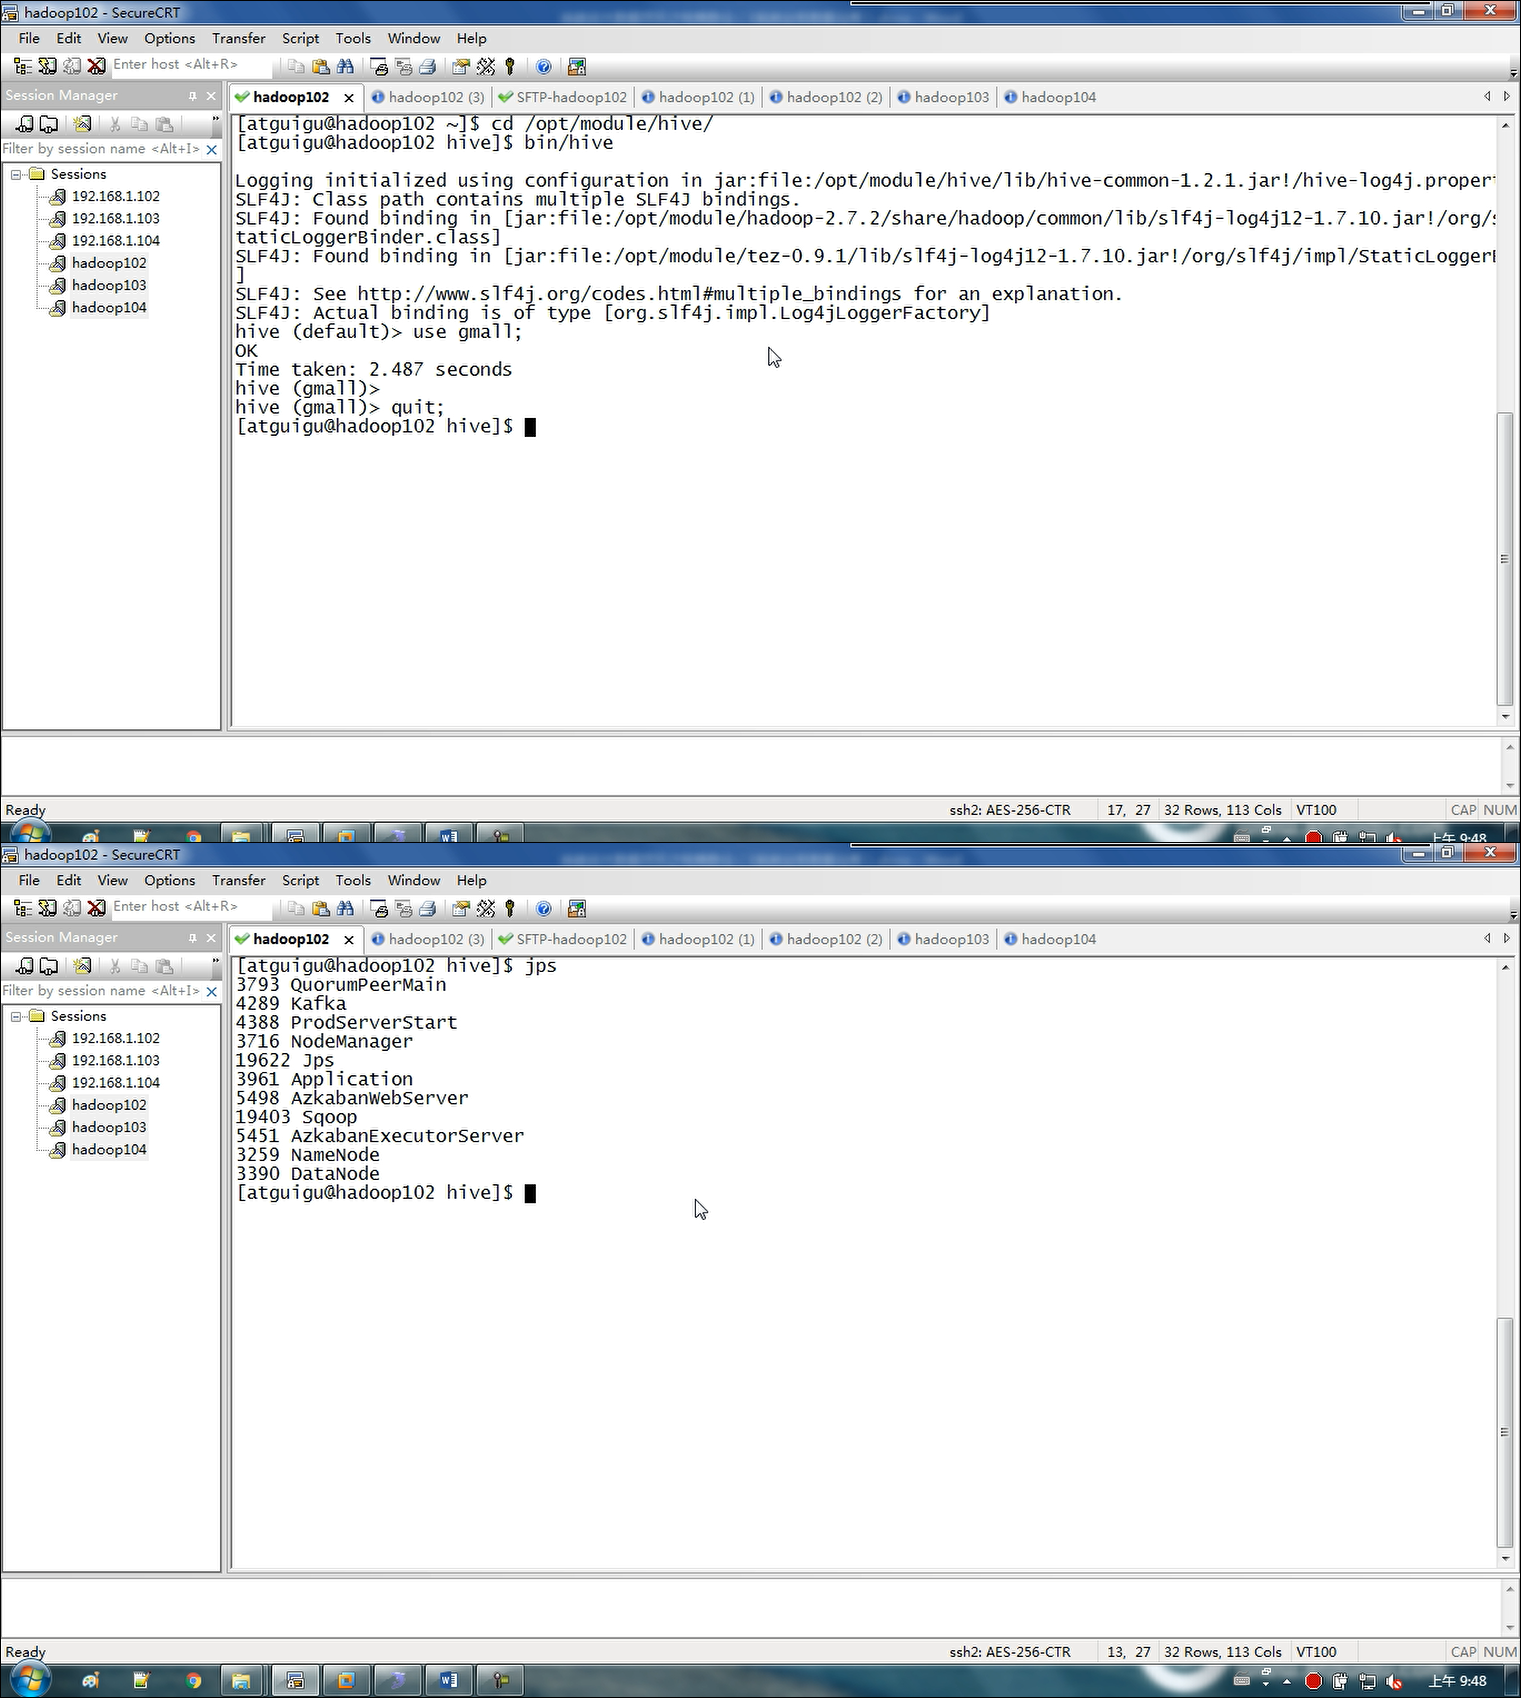 hadoop102 - SecureCRT
File Edit View Options Transfer Script Tools Window Help
Enter host <Alt+R>
Session Manager
hadoop102 hadoop102 (3) SFTP-hadoop102 hadoop102 (1) hadoop102 (2) hadoop103 hadoop104
Filter by session name <Alt+I>
Sessions
192.168.1.102
192.168.1.103
192.168.1.104
hadoop102
hadoop103
hadoop104
[atguigu@hadoop102 ~]$ cd /opt/module/hive/
[atguigu@hadoop102 hive]$ bin/hive
Logging initialized using configuration in jar:file:/opt/module/hive/lib/hive-common-1.2.1.jar!/hive-log4j.propert
SLF4J: Class path contains multiple SLF4J bindings.
SLF4J: Found binding in [jar:file:/opt/module/hadoop-2.7.2/share/hadoop/common/lib/slf4j-log4j12-1.7.10.jar!/org/s
taticLoggerBinder.class]
SLF4J: Found binding in [jar:file:/opt/module/tez-0.9.1/lib/slf4j-log4j12-1.7.10.jar!/org/slf4j/impl/StaticLoggerB
]
SLF4J: See http://www.slf4j.org/codes.html#multiple_bindings for an explanation.
SLF4J: Actual binding is of type [org.slf4j.impl.Log4jLoggerFactory]
hive (default)> use gmall;
OK
Time taken: 2.487 seconds
hive (gmall)>
hive (gmall)> quit;
[atguigu@hadoop102 hive]$
Ready ssh2: AES-256-CTR 17, 27 32 Rows, 113 Cols VT100 CAP NUM
上午 9:48
hadoop102 - SecureCRT
File Edit View Options Transfer Script Tools Window Help
Enter host <Alt+R>
Session Manager
hadoop102 hadoop102 (3) SFTP-hadoop102 hadoop102 (1) hadoop102 (2) hadoop103 hadoop104
Filter by session name <Alt+I>
Sessions
192.168.1.102
192.168.1.103
192.168.1.104
hadoop102
hadoop103
hadoop104
[atguigu@hadoop102 hive]$ jps
3793 QuorumPeerMain
4289 Kafka
4388 ProdServerStart
3716 NodeManager
19622 Jps
3961 Application
5498 AzkabanWebServer
19403 Sqoop
5451 AzkabanExecutorServer
3259 NameNode
3390 DataNode
[atguigu@hadoop102 hive]$
Ready ssh2: AES-256-CTR 13, 27 32 Rows, 113 Cols VT100 CAP NUM
上午 9:48